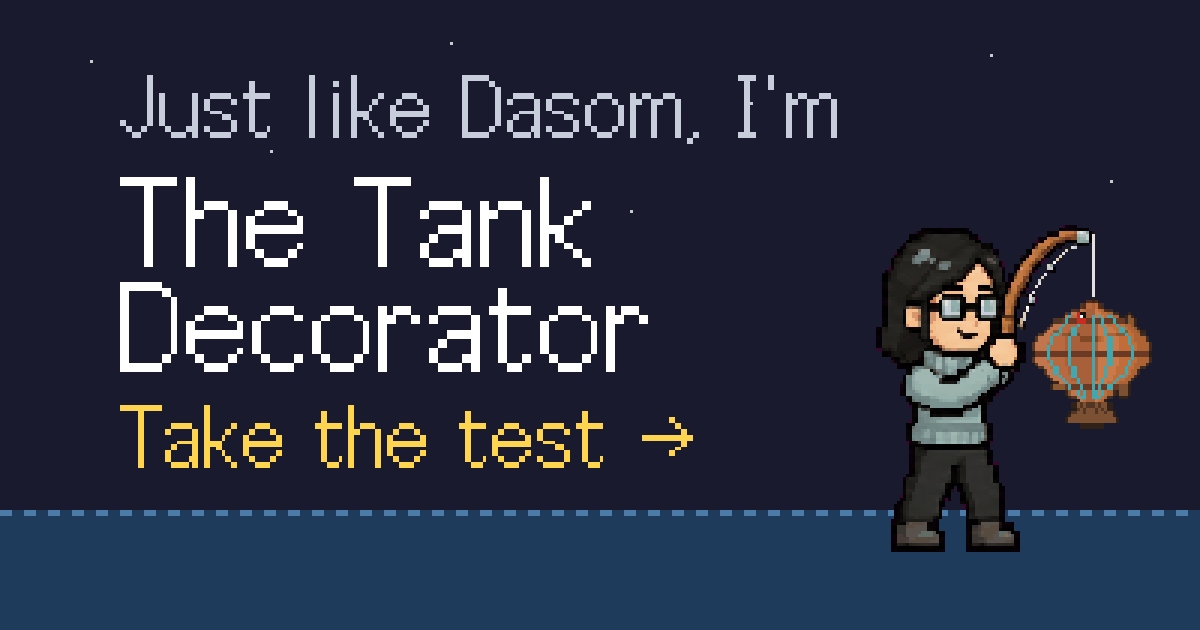 Just like Dasom, I'm
The Tank
Decorator
Take the test →